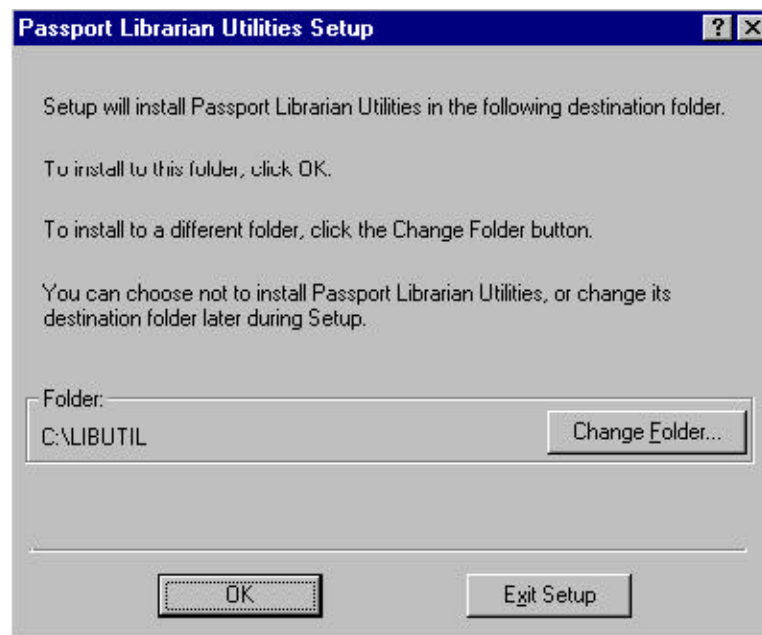 Passport Librarian Utilities Setup
Setup will install Passport Librarian Utilities in the following destination folder.
To install to this folder, click OK.
To install to a different folder, click the Change Folder button.
You can choose not to install Passport Librarian Utilities, or change its
destination folder later during Setup.
Folder:
C:\LIBUTIL
Change Folder...
OK
Exit Setup